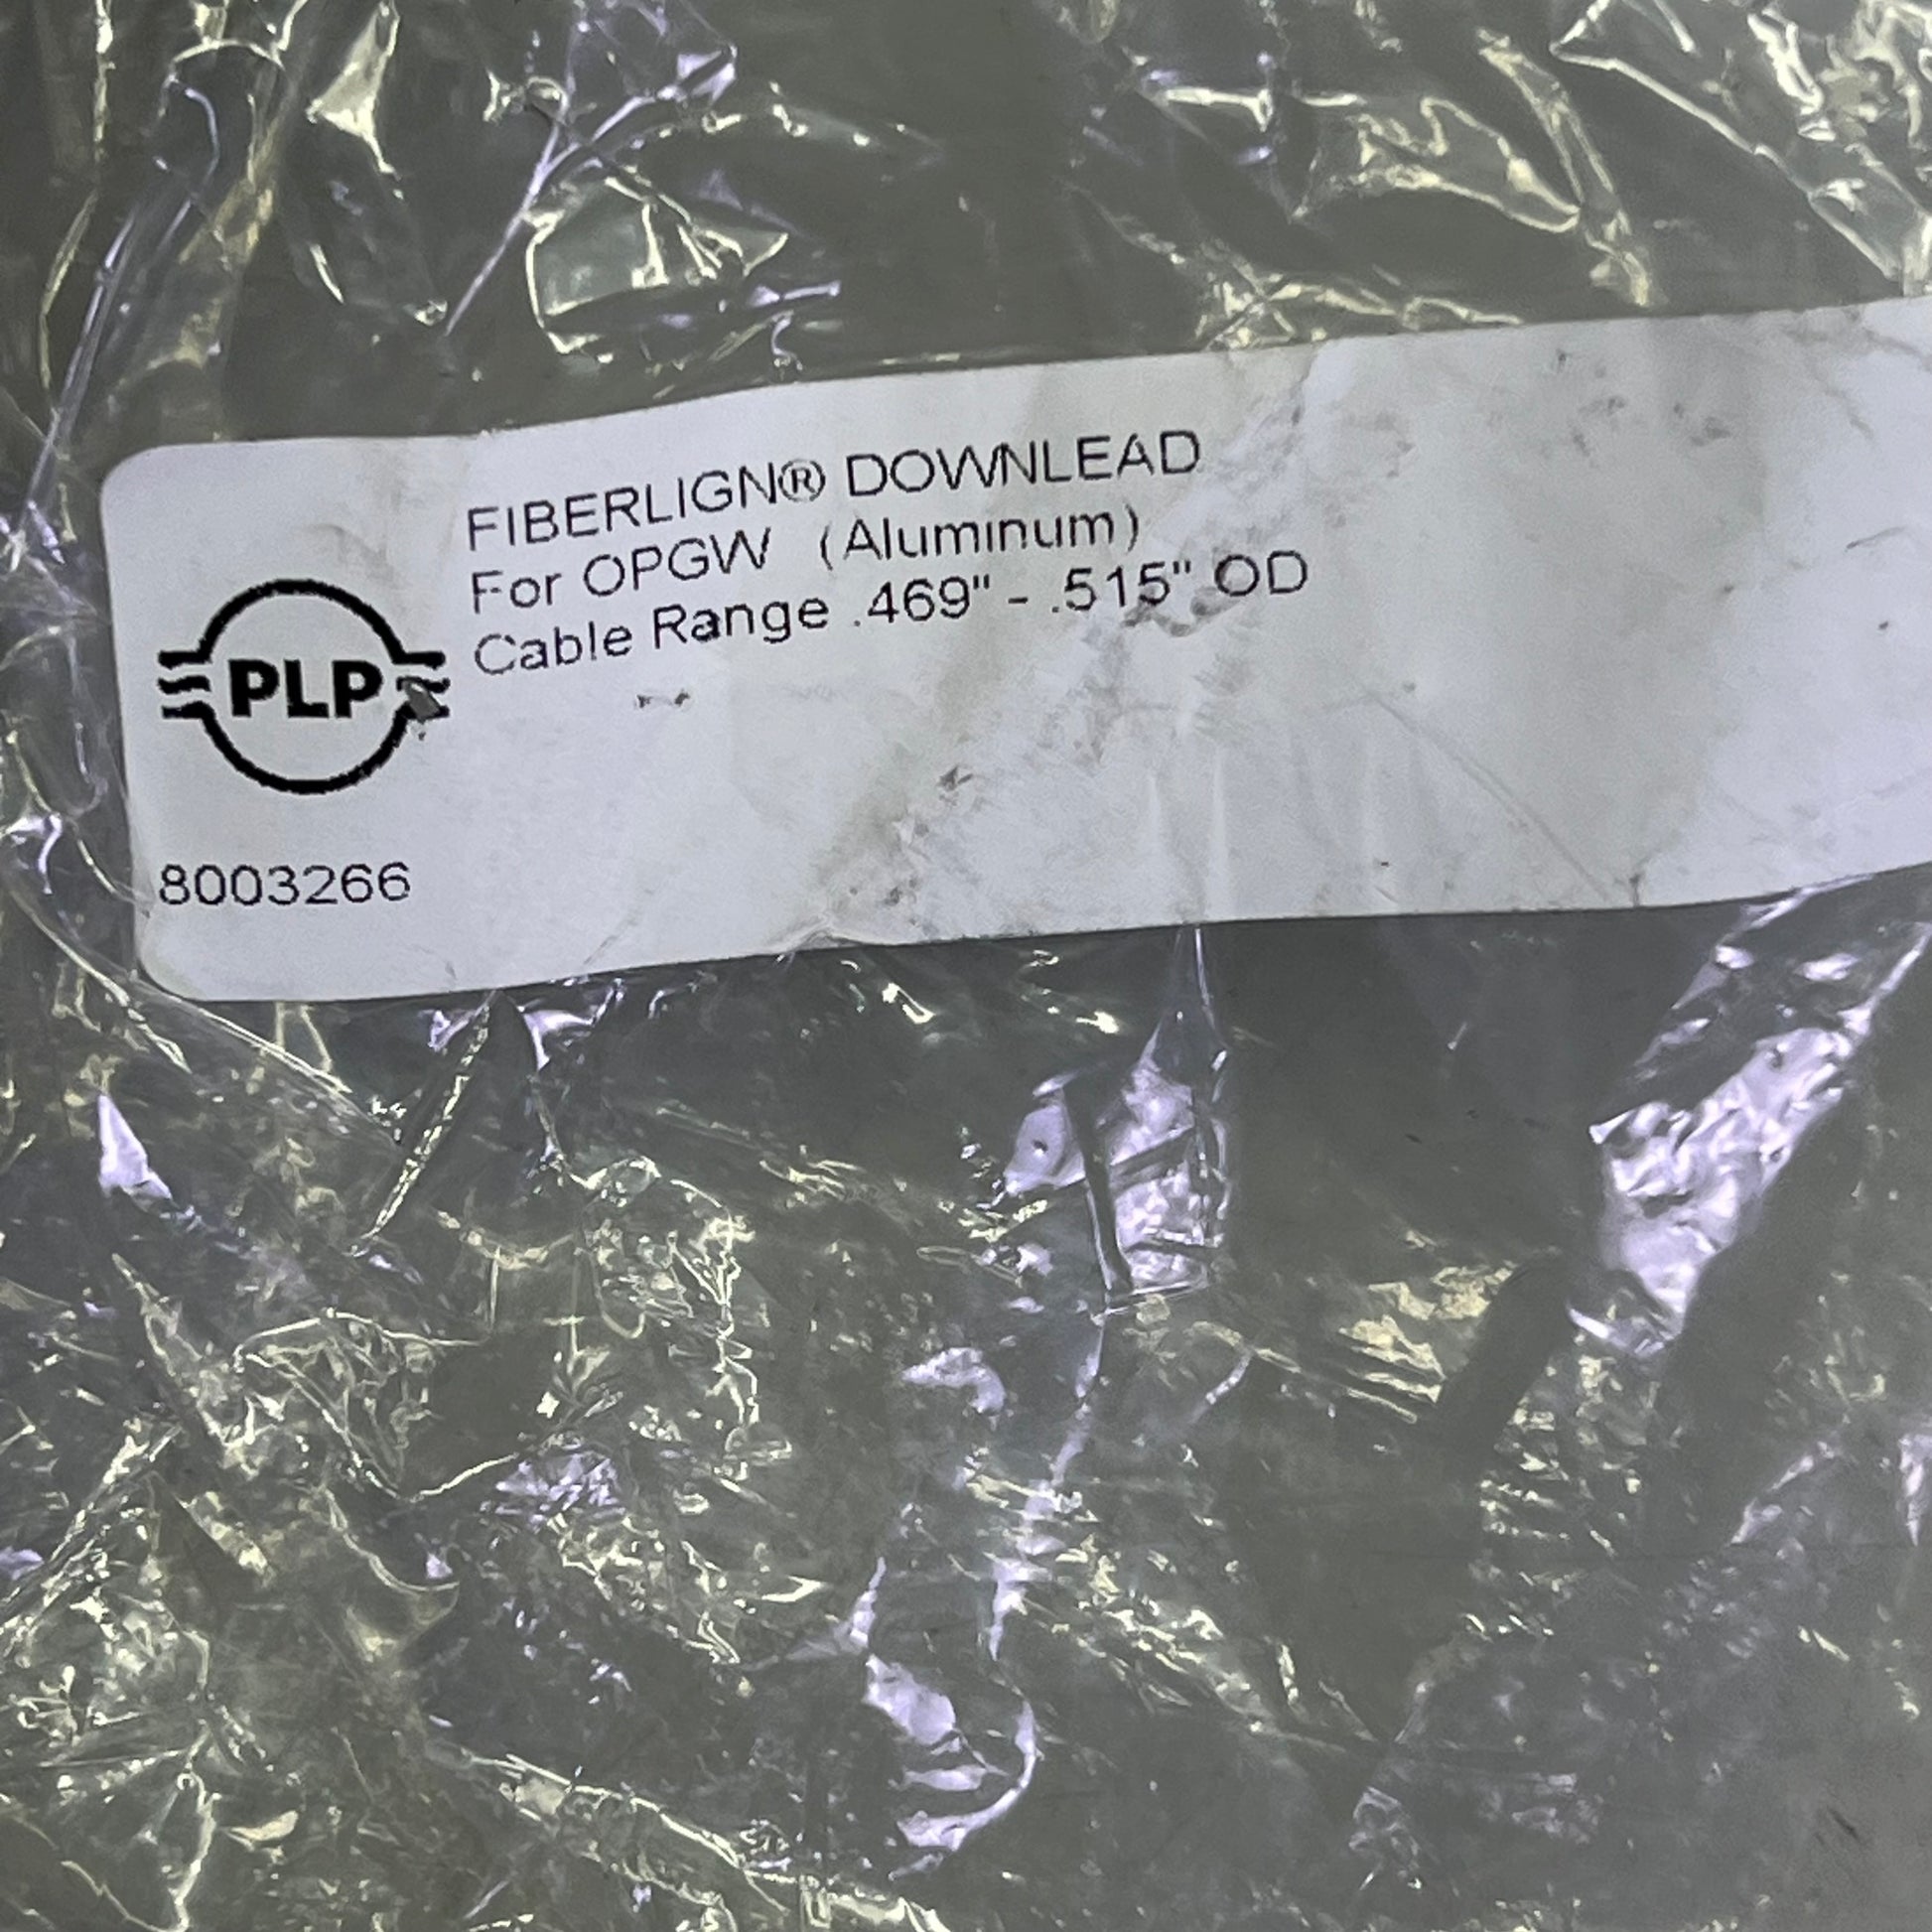 FIBERLIGN® DOWNLEAD
For OPGW (Aluminum)
Cable Range .469" - .515" OD
PLP
8003266